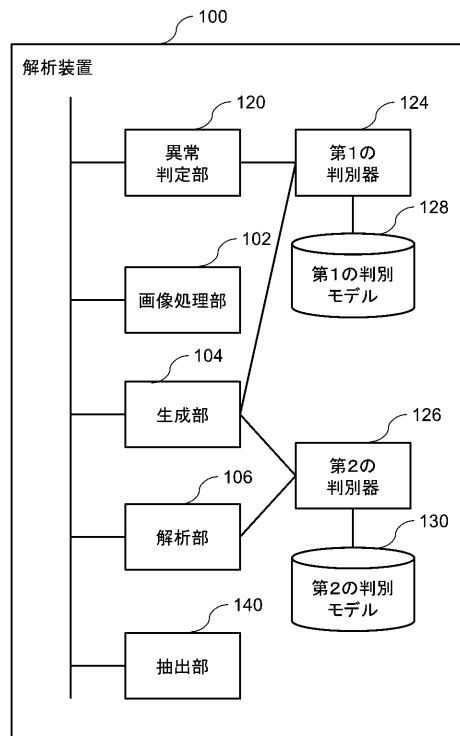 100
解析装置
120
異常
判定部
124
第1の
判別器
128
第1の判別
モデル
102
画像処理部
104
生成部
126
第2の
判別器
106
解析部
130
第2の判別
モデル
140
抽出部